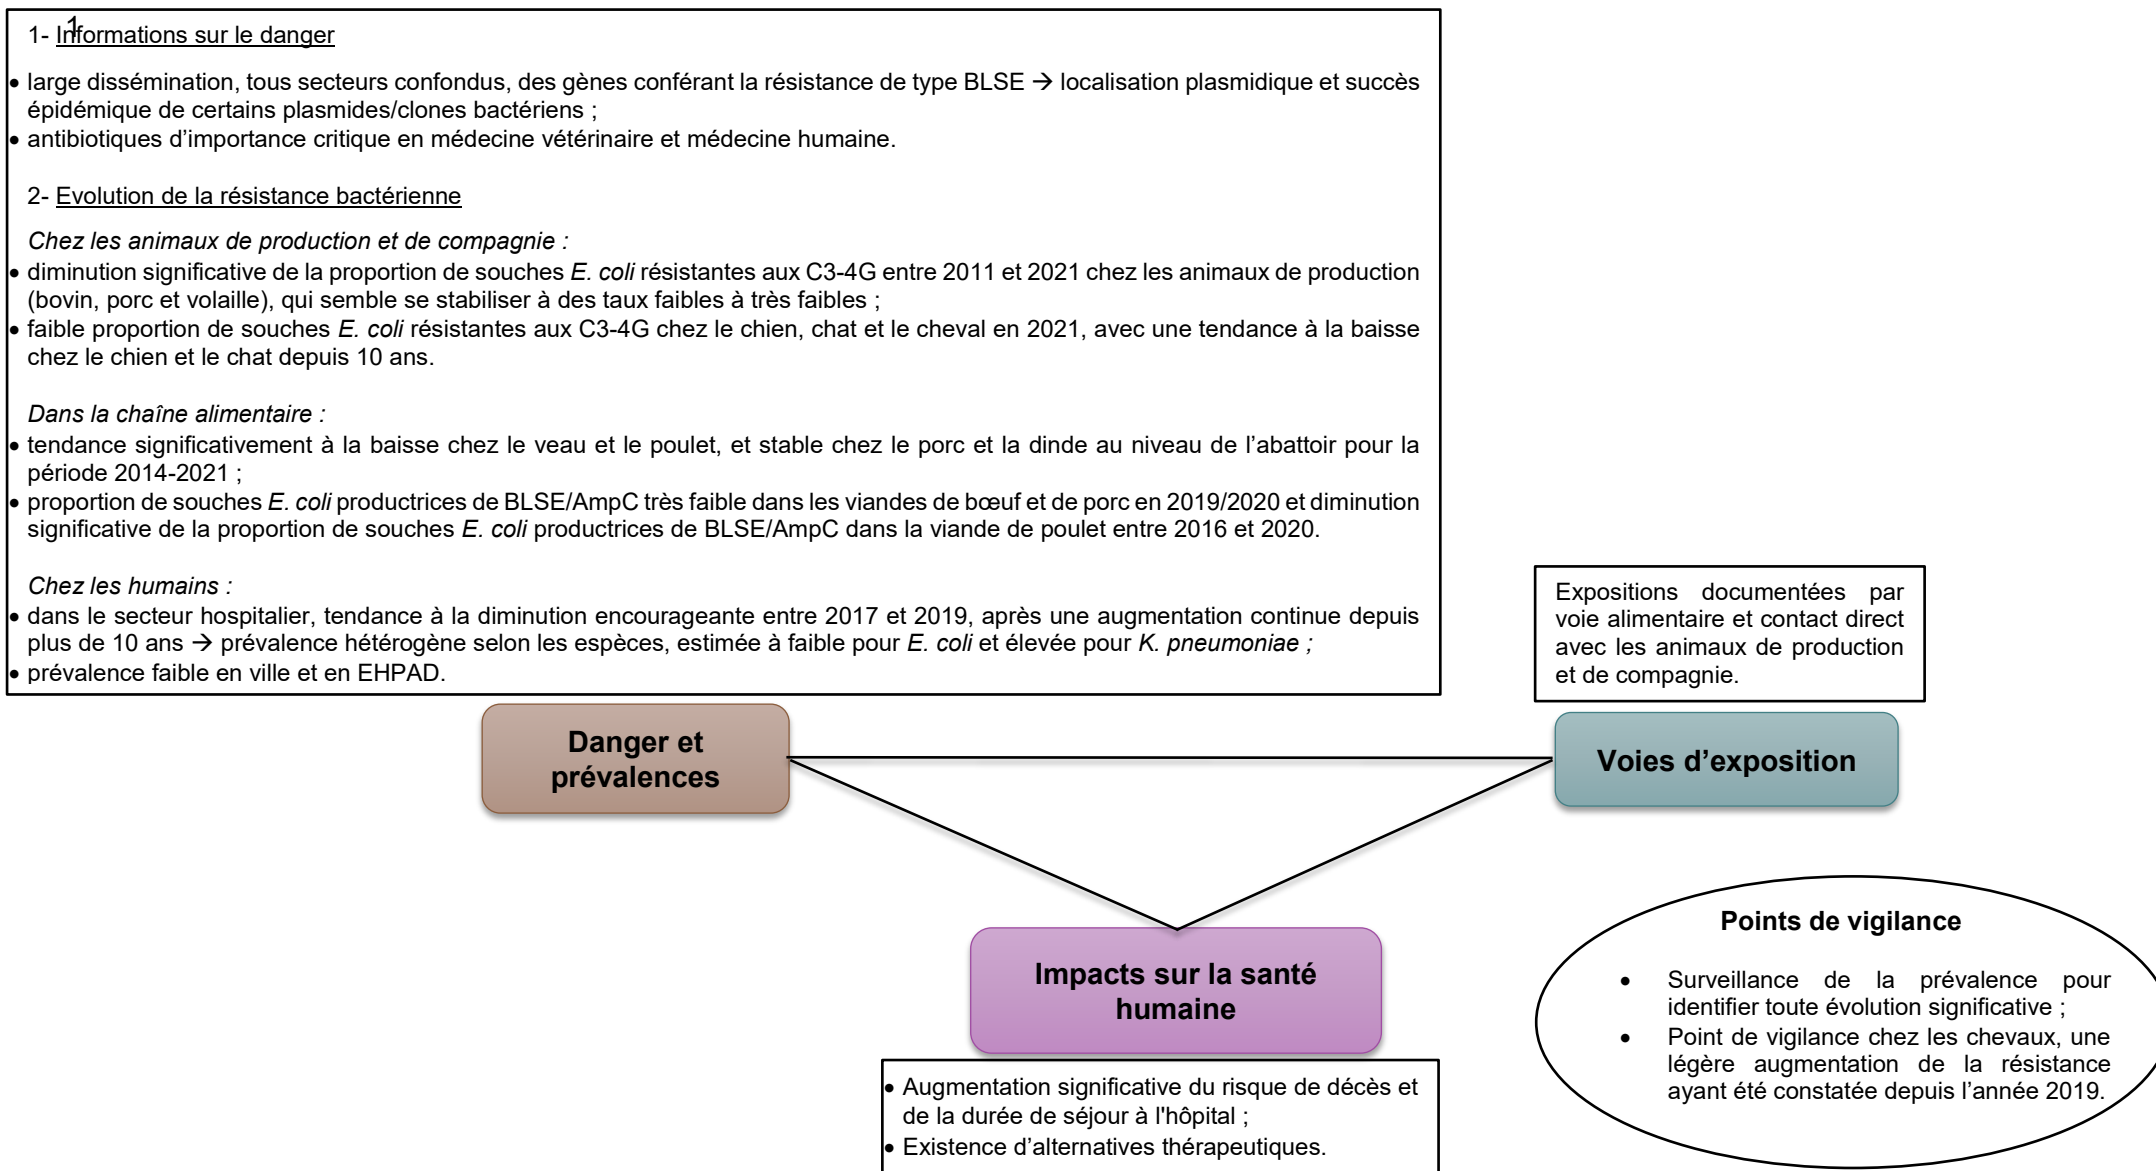 1
1- Informations sur le danger
• large dissémination, tous secteurs confondus, des gènes conférant la résistance de type BLSE → localisation plasmidique et succès
épidémique de certains plasmides/clones bactériens ;
• antibiotiques d'importance critique en médecine vétérinaire et médecine humaine.
2- Evolution de la résistance bactérienne
Chez les animaux de production et de compagnie :
• diminution significative de la proportion de souches E. coli résistantes aux C3-4G entre 2011 et 2021 chez les animaux de production
(bovin, porc et volaille), qui semble se stabiliser à des taux faibles à très faibles ;
• faible proportion de souches E. coli résistantes aux C3-4G chez le chien, chat et le cheval en 2021, avec une tendance à la baisse
chez le chien et le chat depuis 10 ans.
Dans la chaîne alimentaire :
• tendance significativement à la baisse chez le veau et le poulet, et stable chez le porc et la dinde au niveau de l'abattoir pour la
période 2014-2021 ;
• proportion de souches E. coli productrices de BLSE/AmpC très faible dans les viandes de bœuf et de porc en 2019/2020 et diminution
significative de la proportion de souches E. coli productrices de BLSE/AmpC dans la viande de poulet entre 2016 et 2020.
Chez les humains :
• dans le secteur hospitalier, tendance à la diminution encourageante entre 2017 et 2019, après une augmentation continue depuis
plus de 10 ans → prévalence hétérogène selon les espèces, estimée à faible pour E. coli et élevée pour K. pneumoniae ;
• prévalence faible en ville et en EHPAD.
Expositions documentées par
voie alimentaire et contact direct
avec les animaux de production
et de compagnie.
Danger et
prévalences
Voies d'exposition
Impacts sur la santé
humaine
• Augmentation significative du risque de décès et
de la durée de séjour à l'hôpital ;
• Existence d'alternatives thérapeutiques.
Points de vigilance
• Surveillance de la prévalence pour
identifier toute évolution significative ;
• Point de vigilance chez les chevaux, une
légère augmentation de la résistance
ayant été constatée depuis l'année 2019.